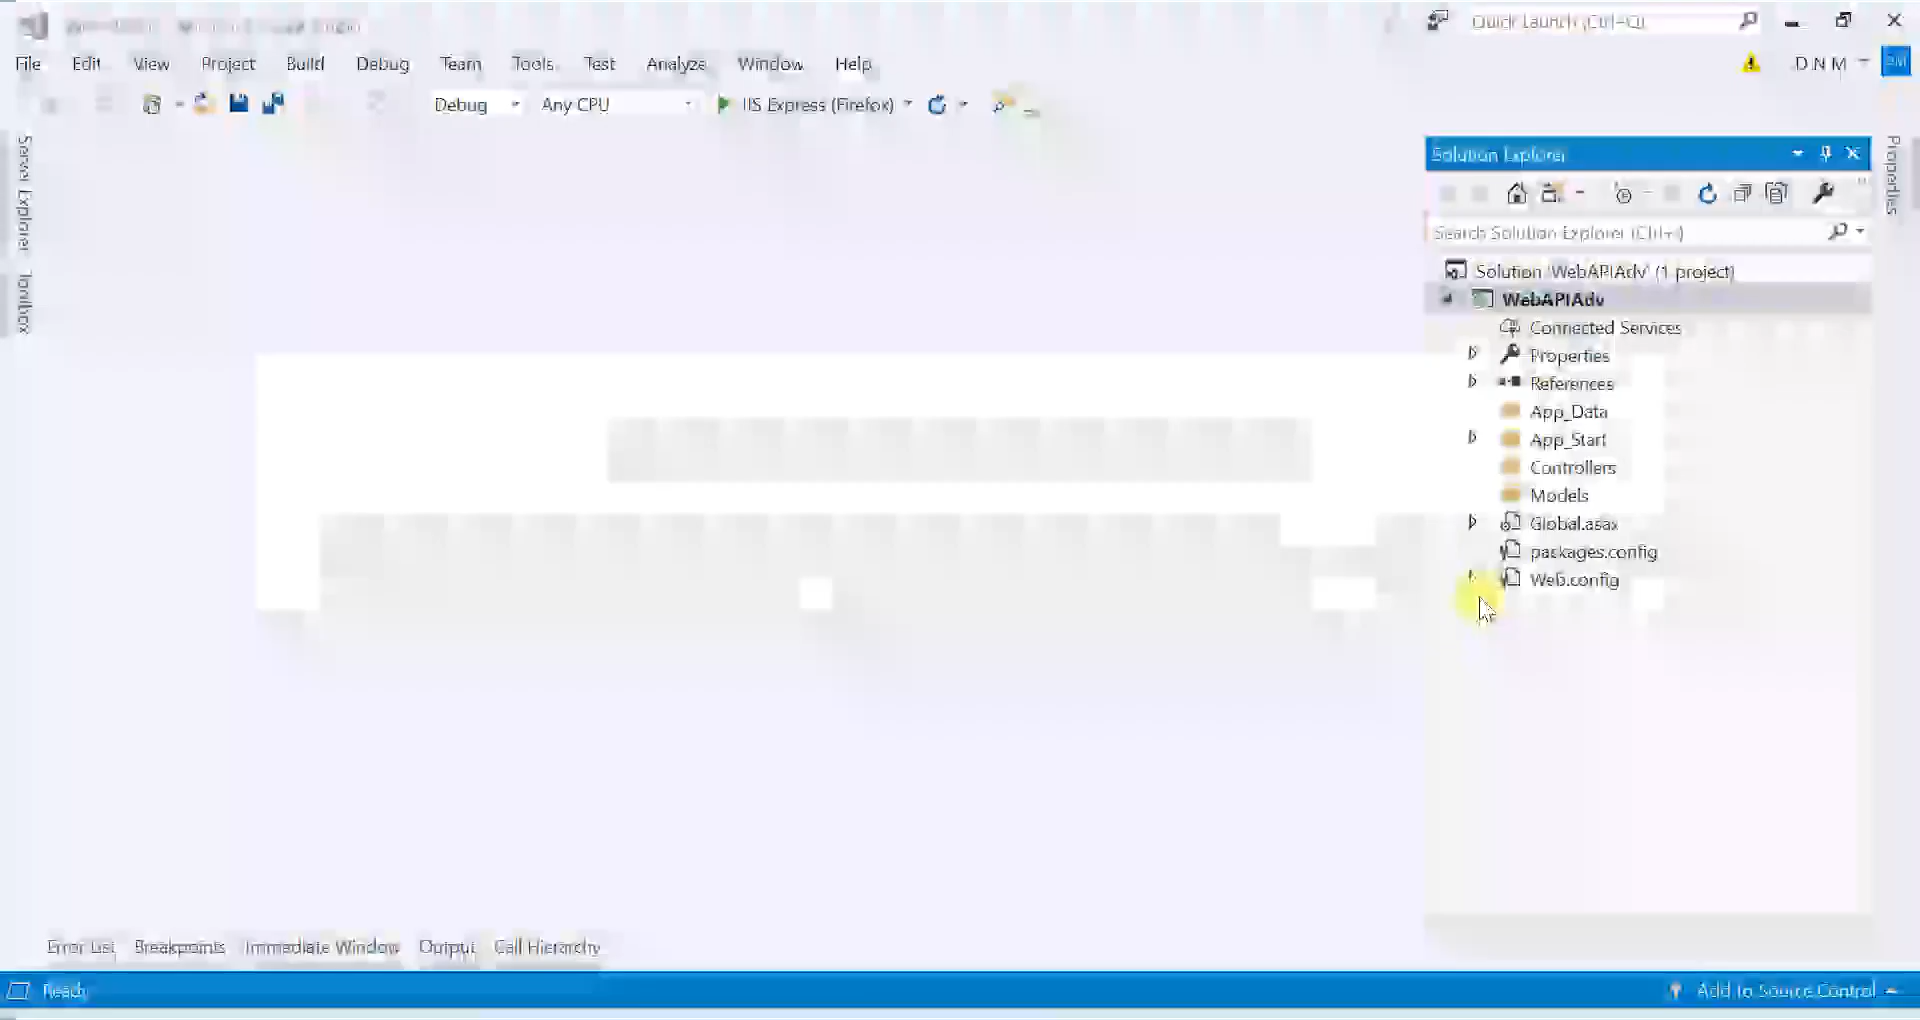 Quick Launch (Ctrl+Q)
File Edit View Project Build Debug Team Tools Test Analyze Window Help
D N M
Debug Any CPU IIS Express (Firefox)
Server Explorer
Toolbox
Solution Explorer
Search Solution Explorer (Ctrl+;)
Solution 'WebAPIAdv' (1 project)
WebAPIAdv
Connected Services
Properties
References
App_Data
App_Start
Controllers
Models
Global.asax
packages.config
Web.config
Properties
Error List Breakpoints Immediate Window Output Call Hierarchy
Ready
Add to Source Control